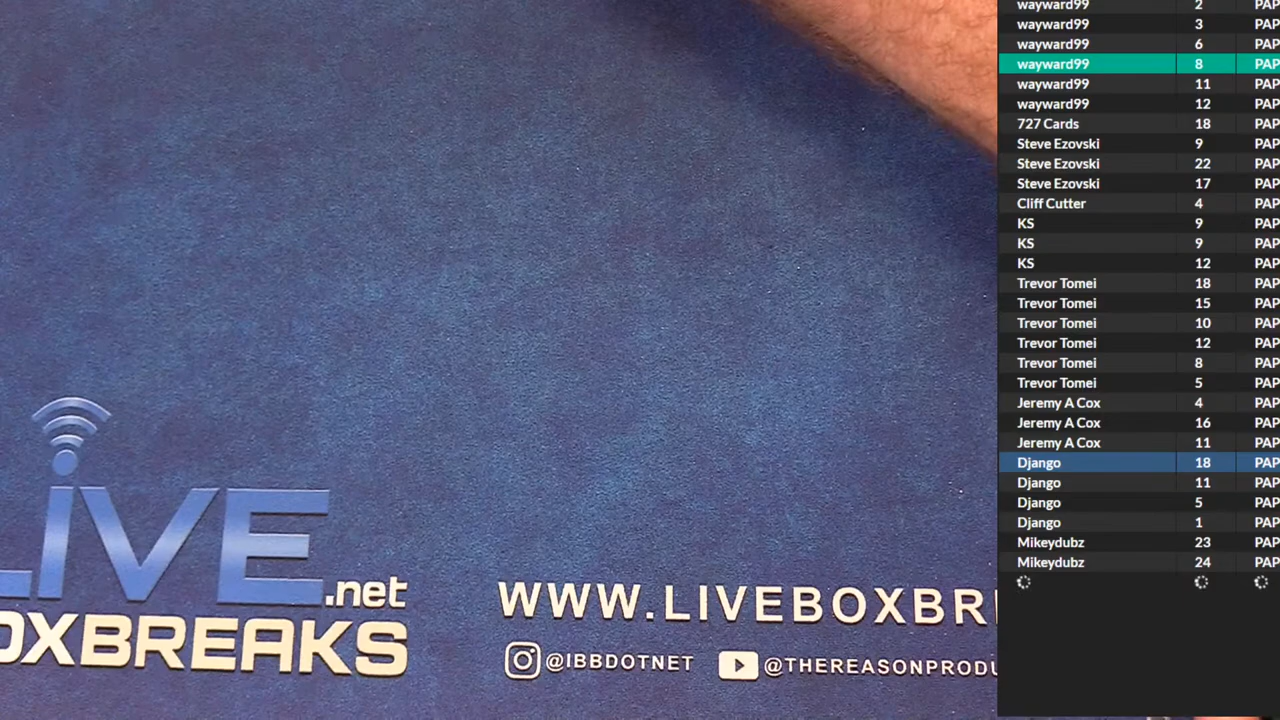 wayward99 2 PAP
wayward99 3 PAP
wayward99 6 PAP
wayward99 8 PAP
wayward99 11 PAP
wayward99 12 PAP
727 Cards 18 PAP
Steve Ezovski 9 PAP
Steve Ezovski 22 PAP
Steve Ezovski 17 PAP
Cliff Cutter 4 PAP
KS 9 PAP
KS 9 PAP
KS 12 PAP
Trevor Tomei 18 PAP
Trevor Tomei 15 PAP
Trevor Tomei 10 PAP
Trevor Tomei 12 PAP
Trevor Tomei 8 PAP
Trevor Tomei 5 PAP
Jeremy A Cox 4 PAP
Jeremy A Cox 16 PAP
Jeremy A Cox 11 PAP
Django 18 PAP
Django 11 PAP
Django 5 PAP
Django 1 PAP
Mikeydubz 23 PAP
Mikeydubz 24 PAP
LIVE.net
OXBREAKS
WWW.LIVEBOXBR
@IBBDOTNET @THEREASONPRODU